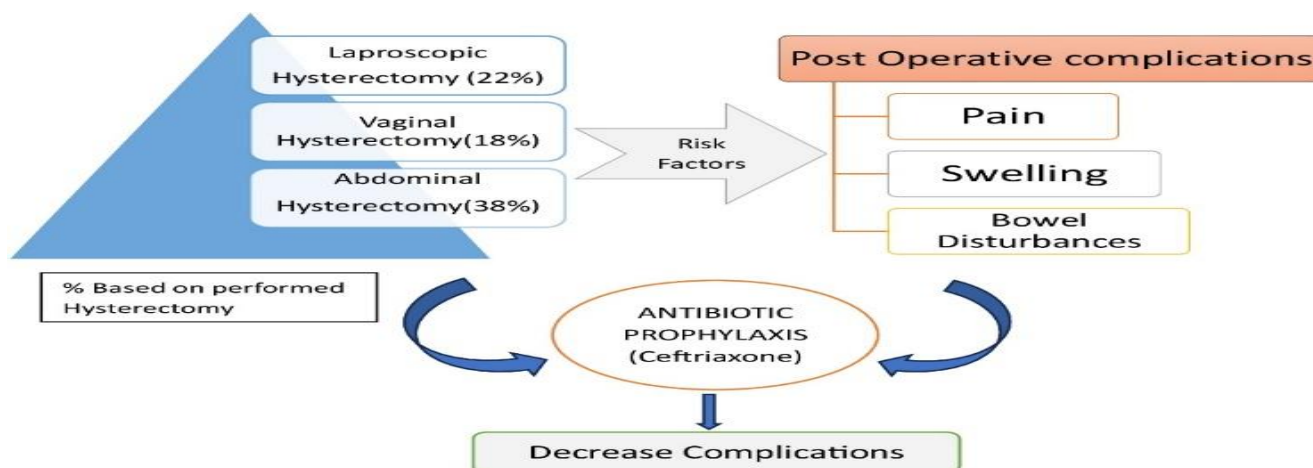 Laproscopic
Hysterectomy (22%)
Vaginal
Hysterectomy(18%)
Abdominal
Hysterectomy(38%)
% Based on performed
Hysterectomy
Risk
Factors
Post Operative complications
Pain
Swelling
Bowel
Disturbances
ANTIBIOTIC
PROPHYLAXIS
(Ceftriaxone)
Decrease Complications